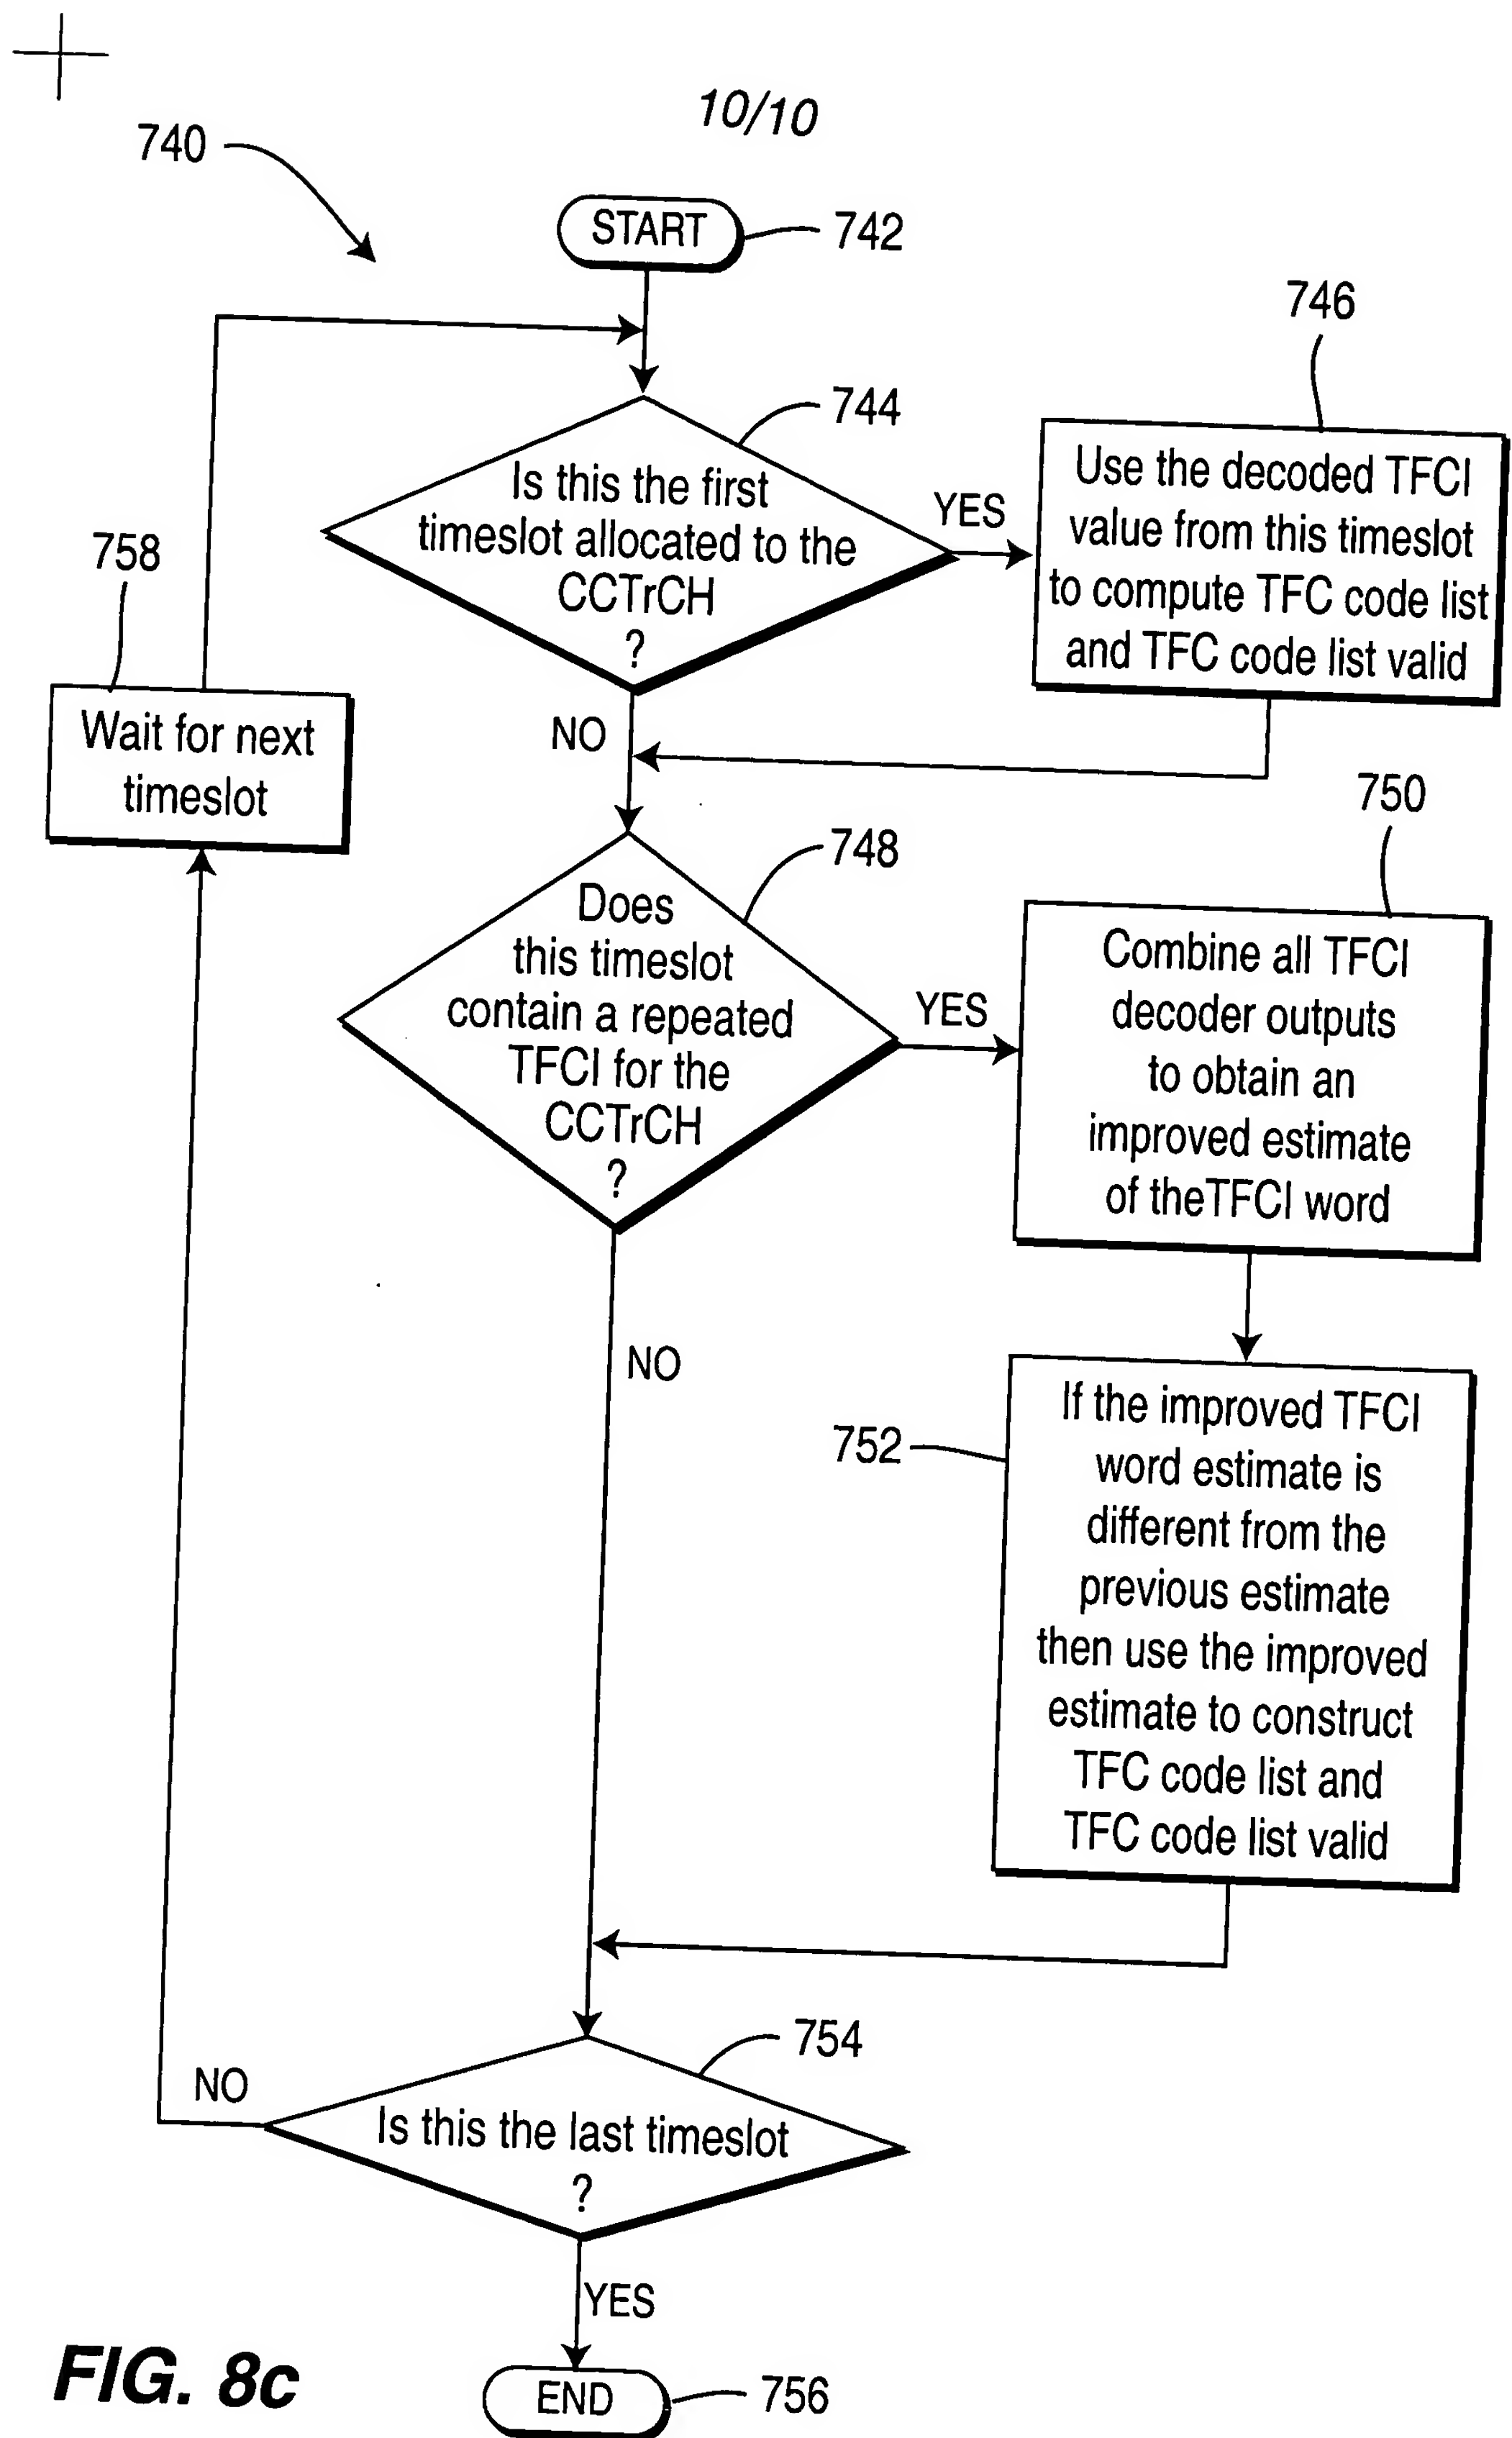 10/10
740
START
742
744
Is this the first
timeslot allocated to the
CCTrCH
?
YES
746
Use the decoded TFCI
value from this timeslot
to compute TFC code list
and TFC code list valid
758
Wait for next
timeslot
NO
748
Does
this timeslot
contain a repeated
TFCI for the
CCTrCH
?
YES
750
Combine all TFCI
decoder outputs
to obtain an
improved estimate
of theTFCI word
NO
752
If the improved TFCI
word estimate is
different from the
previous estimate
then use the improved
estimate to construct
TFC code list and
TFC code list valid
754
NO
Is this the last timeslot
?
YES
END
756
FIG. 8c